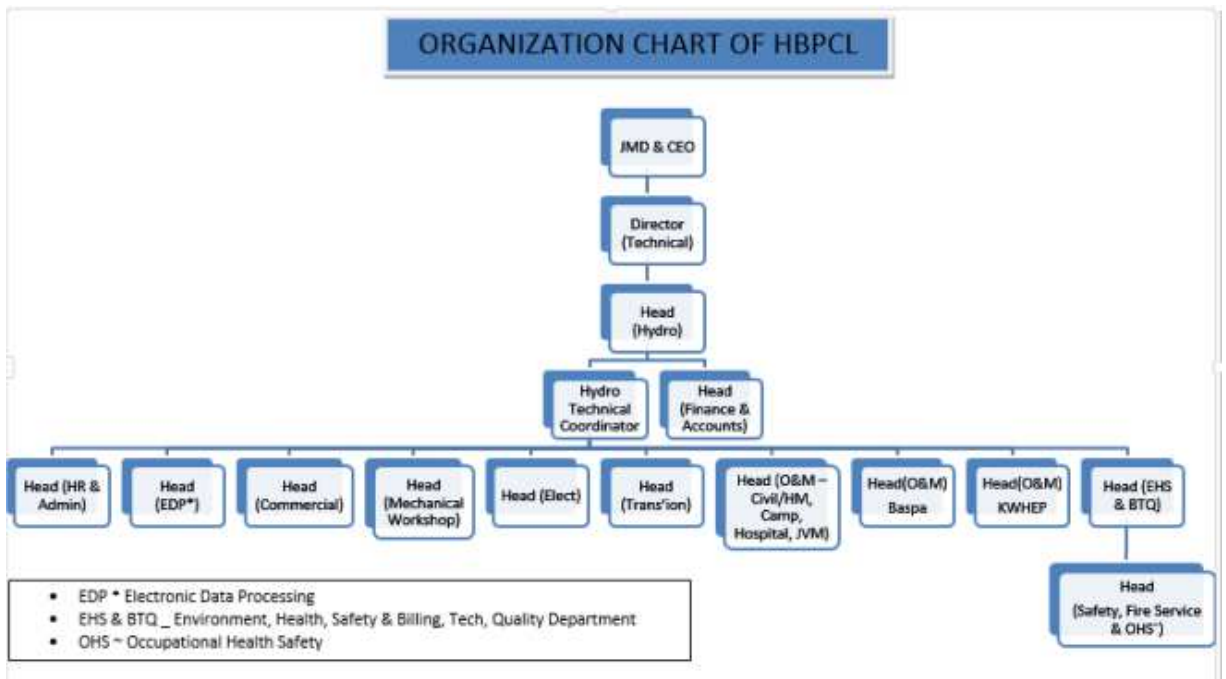 ORGANIZATION CHART OF HBPCL
JMD & CEO
Director
(Technical)
Head
(Hydro)
Hydro
Technical
Coordinator
Head
(Finance &
Accounts)
Head (HR &
Admin)
Head
(EDP*)
Head
(Commercial)
Head
(Mechanical
Workshop)
Head (Elect)
Head
(Trans'ion)
Head (O&M –
Civil/HM,
Camp,
Hospital, JVM)
Head(O&M)
Baspa
Head(O&M)
KWHEP
Head (EHS
& BTQ)
Head
(Safety, Fire Service
& OHS~)
• EDP * Electronic Data Processing
• EHS & BTQ _ Environment, Health, Safety & Billing, Tech, Quality Department
• OHS ~ Occupational Health Safety